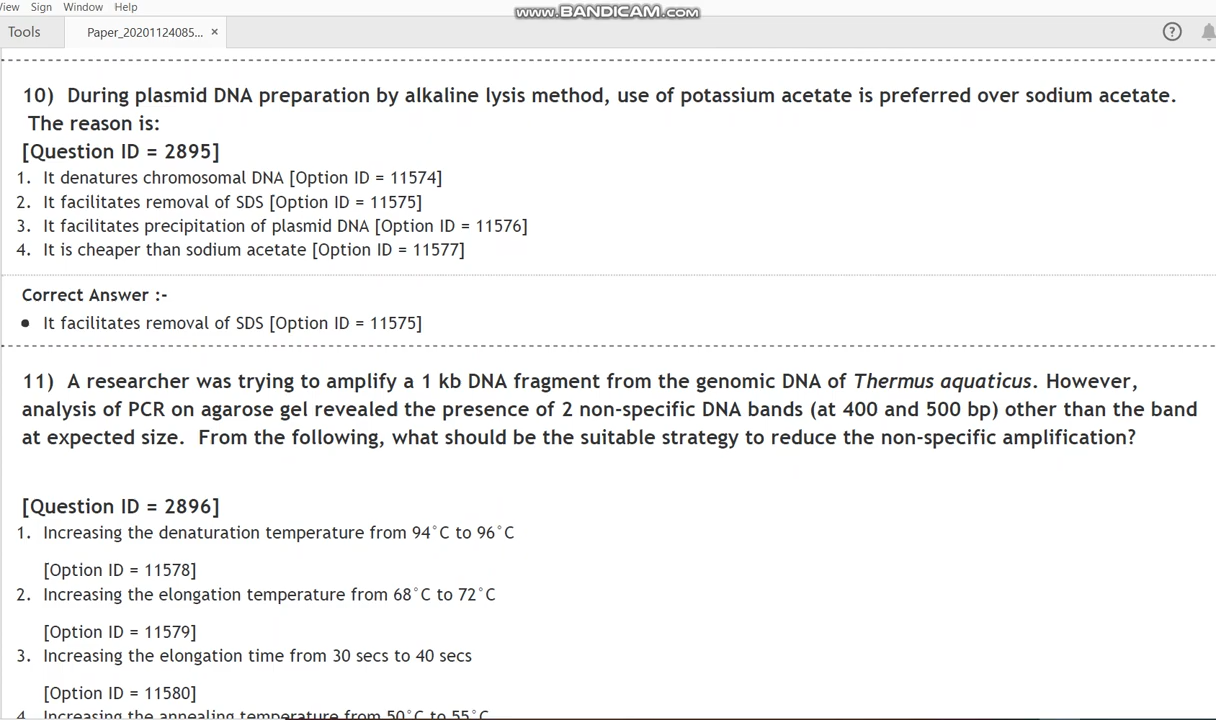 View Sign Window Help
www.BANDICAM.com
Tools
Paper_20201124085... ×
?
10) During plasmid DNA preparation by alkaline lysis method, use of potassium acetate is preferred over sodium acetate.
The reason is:
[Question ID = 2895]
1. It denatures chromosomal DNA [Option ID = 11574]
2. It facilitates removal of SDS [Option ID = 11575]
3. It facilitates precipitation of plasmid DNA [Option ID = 11576]
4. It is cheaper than sodium acetate [Option ID = 11577]
Correct Answer :-
• It facilitates removal of SDS [Option ID = 11575]
11) A researcher was trying to amplify a 1 kb DNA fragment from the genomic DNA of Thermus aquaticus. However,
analysis of PCR on agarose gel revealed the presence of 2 non-specific DNA bands (at 400 and 500 bp) other than the band
at expected size. From the following, what should be the suitable strategy to reduce the non-specific amplification?
[Question ID = 2896]
1. Increasing the denaturation temperature from 94°C to 96°C
[Option ID = 11578]
2. Increasing the elongation temperature from 68°C to 72°C
[Option ID = 11579]
3. Increasing the elongation time from 30 secs to 40 secs
[Option ID = 11580]
4. Increasing the annealing temperature from 50°C to 55°C